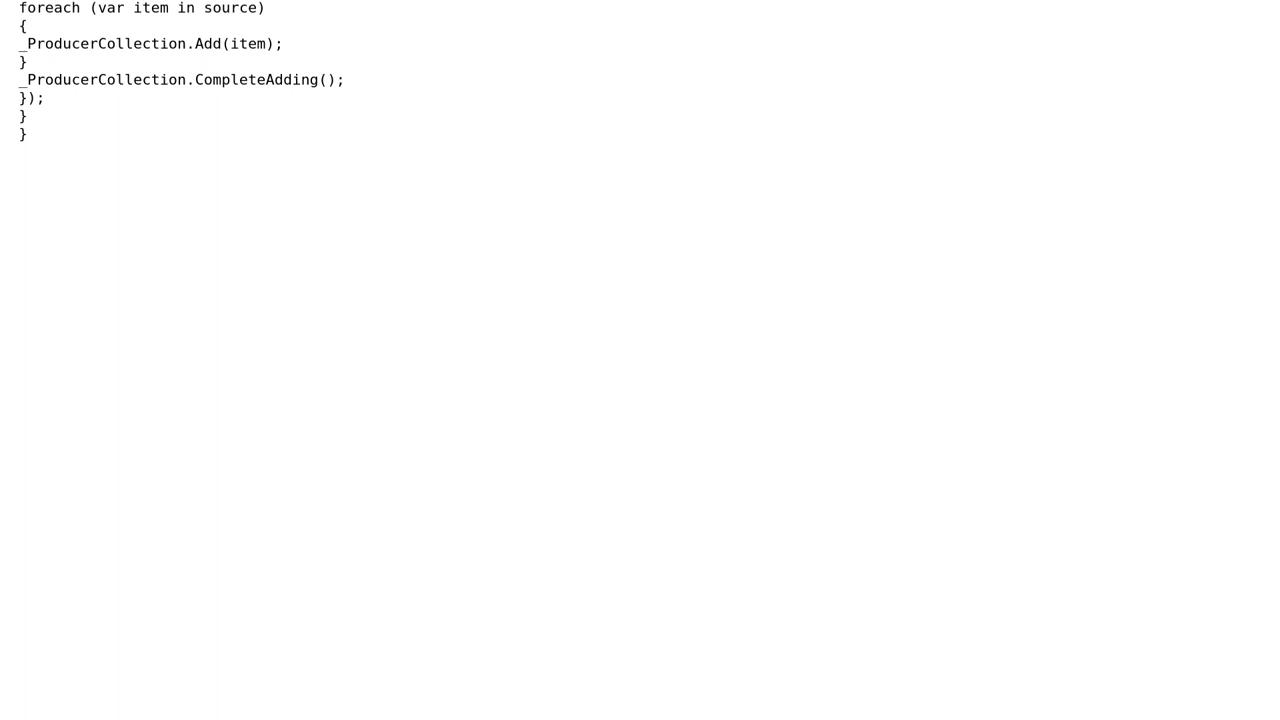 foreach (var item in source)
{
_ProducerCollection.Add(item);
}
_ProducerCollection.CompleteAdding();
});
}
}